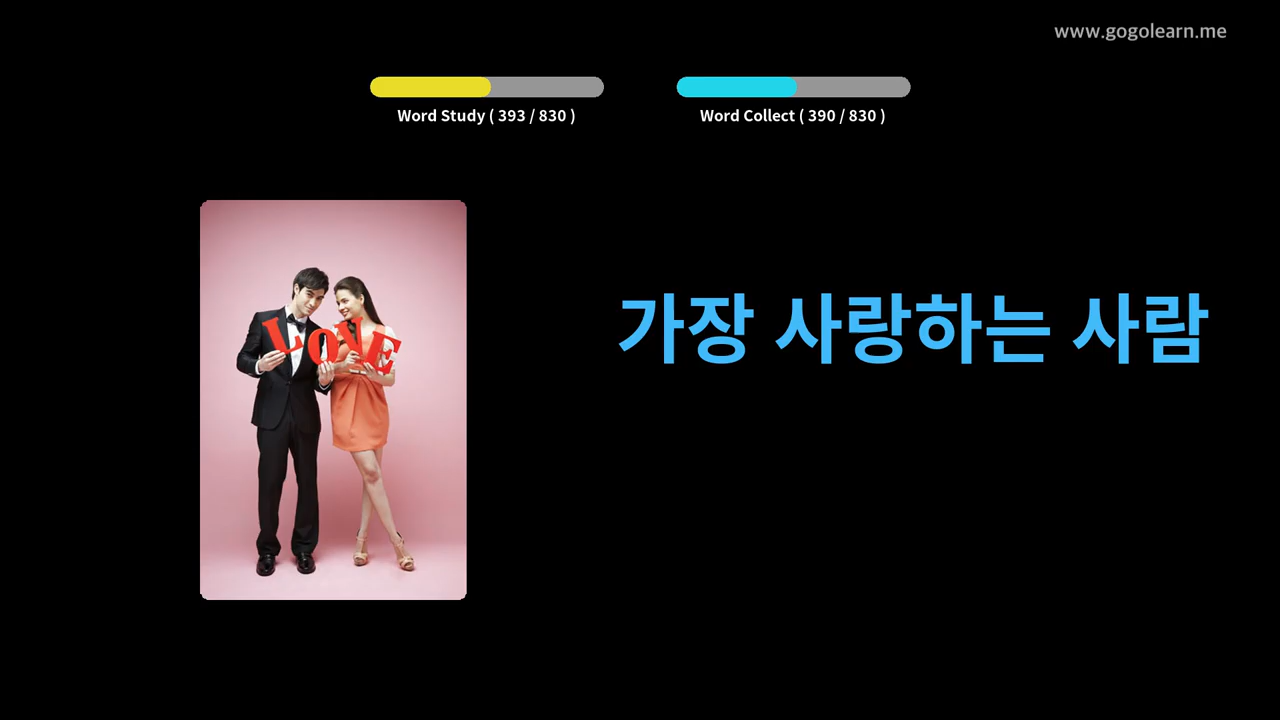 www.gogolearn.me
Word Study ( 393 / 830 )
Word Collect ( 390 / 830 )
LOVE
가장 사랑하는 사람